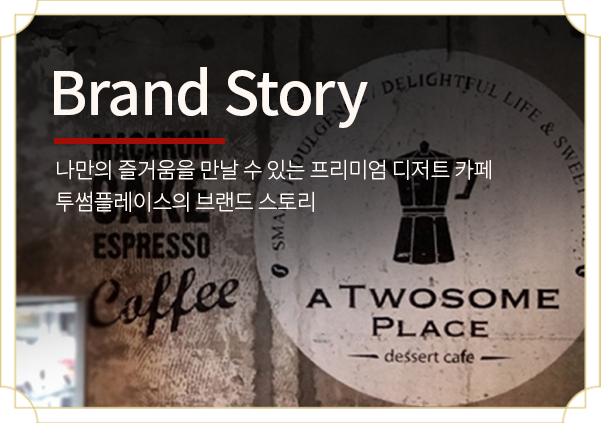 Brand Story
나만의 즐거움을 만날 수 있는 프리미엄 디저트 카페
투썸플레이스의 브랜드 스토리
MACARON
CAKE
ESPRESSO
Coffee
INDULGENCE / DELIGHTFUL LIFE & SWEET
A TWOSOME
PLACE
dessert cafe